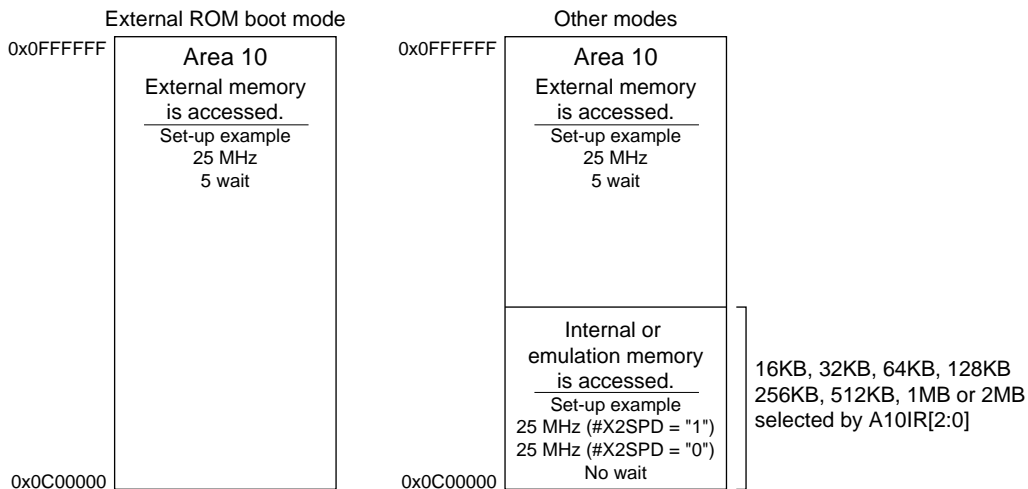 External ROM boot mode
0x0FFFFFF
Area 10
External memory
is accessed.
Set-up example
25 MHz
5 wait
0x0C00000
Other modes
0x0FFFFFF
Area 10
External memory
is accessed.
Set-up example
25 MHz
5 wait
Internal or
emulation memory
is accessed.
Set-up example
25 MHz (#X2SPD = "1")
25 MHz (#X2SPD = "0")
No wait
0x0C00000
16KB, 32KB, 64KB, 128KB
256KB, 512KB, 1MB or 2MB
selected by A10IR[2:0]